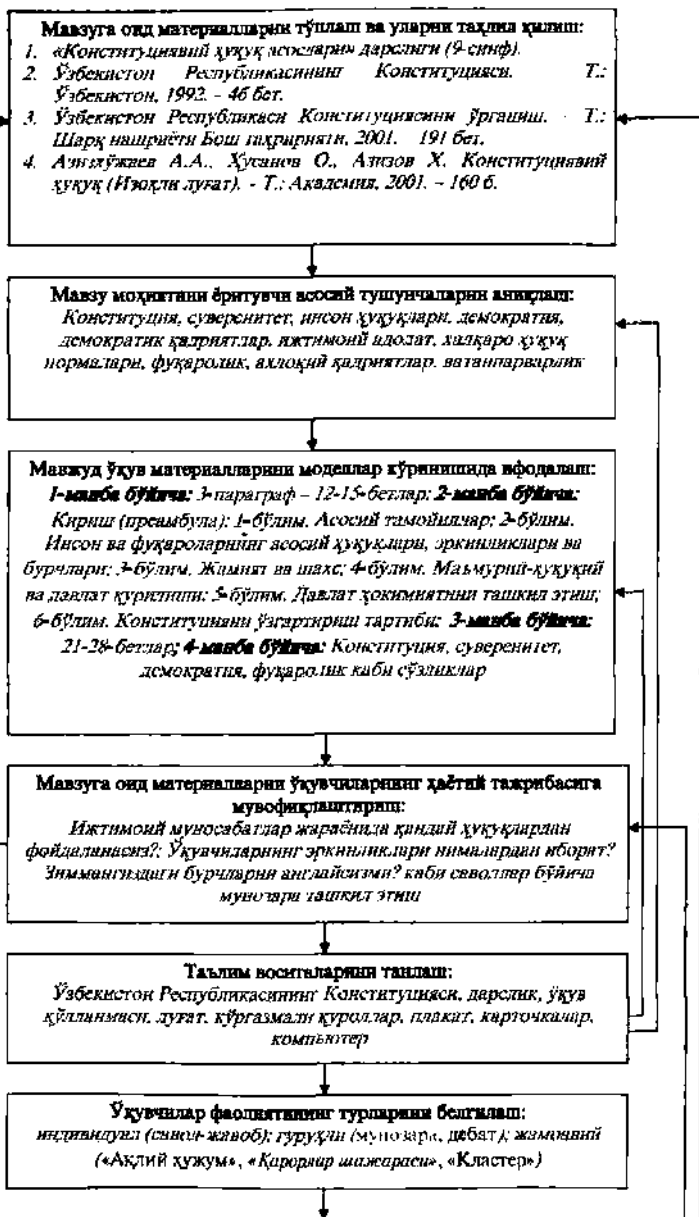 Мавзуга оид материалларни тўплаш ва уларни таҳлил қилиш:
1. «Конституциявий ҳуқуқ асослари» дарслиги (9-синф).
2. Ўзбекистон Республикасининг Конституцияси. Т.:
Ўзбекистон, 1992. – 46 бет.
3. Ўзбекистон Республикаси Конституциясини ўрганиш. - Т.:
Шарқ нашриёти Бош таҳририяти, 2001. 191 бет.
4. Азизхўжаев А.А., Ҳусанов О., Азизов Х. Конституциявий
ҳуқуқ (Изоҳли луғат). - Т.: Академия, 2001. – 160 б.
Мавзу моҳиятини ёритувчи асосий тушунчаларни аниқлаш:
Конституция, суверенитет, инсон ҳуқуқлари, демократия,
демократик қадриятлар, ижтимоий адолат, халқаро ҳуқуқ
нормалари, фуқаролик, ахлоқий қадриятлар, ватанпарварлик
Мавжуд ўқув материалларини моделлар кўринишида ифодалаш:
1-манба бўйича: 3-параграф – 12-15-бетлар; 2-манба бўйича:
Кириш (преамбула); 1-бўлим. Асосий тамойиллар; 2-бўлим.
Инсон ва фуқароларнинг асосий ҳуқуқлари, эркинликлари ва
бурчлари; 3-бўлим. Жамият ва шахс; 4-бўлим. Маъмурий-ҳуқуқий
ва давлат қурилиши; 5-бўлим. Давлат ҳокимиятини ташкил этиш;
6-бўлим. Конституцияни ўзгартириш тартиби; 3-манба бўйича:
21-28-бетлар; 4-манба бўйича: Конституция, суверенитет,
демократия, фуқаролик каби сўзликлар
Мавзуга оид материалларни ўқувчиларнинг ҳаётий тажрибасига
мувофиқлаштириш:
Ижтимоий муносабатлар жараёнида қандай ҳуқуқлардан
фойдаланасиз?; Ўқувчиларнинг эркинликлари нималардан иборат?
Зиммангиздаги бурчларни англайсизми? каби саволлар бўйича
мунозара ташкил этиш
Таълим воситаларини танлаш:
Ўзбекистон Республикасининг Конституцияси, дарслик, ўқув
қўлланмаси, луғат, кўргазмали қуроллар, плакат, карточкалар,
компьютер
Ўқувчилар фаолиятининг турларини белгилаш:
индивидуал (савол-жавоб); гуруҳли (мунозара, дебат); жамоавий
(«Ақлий ҳужум», «Қарорлар шажараси», «Кластер»)